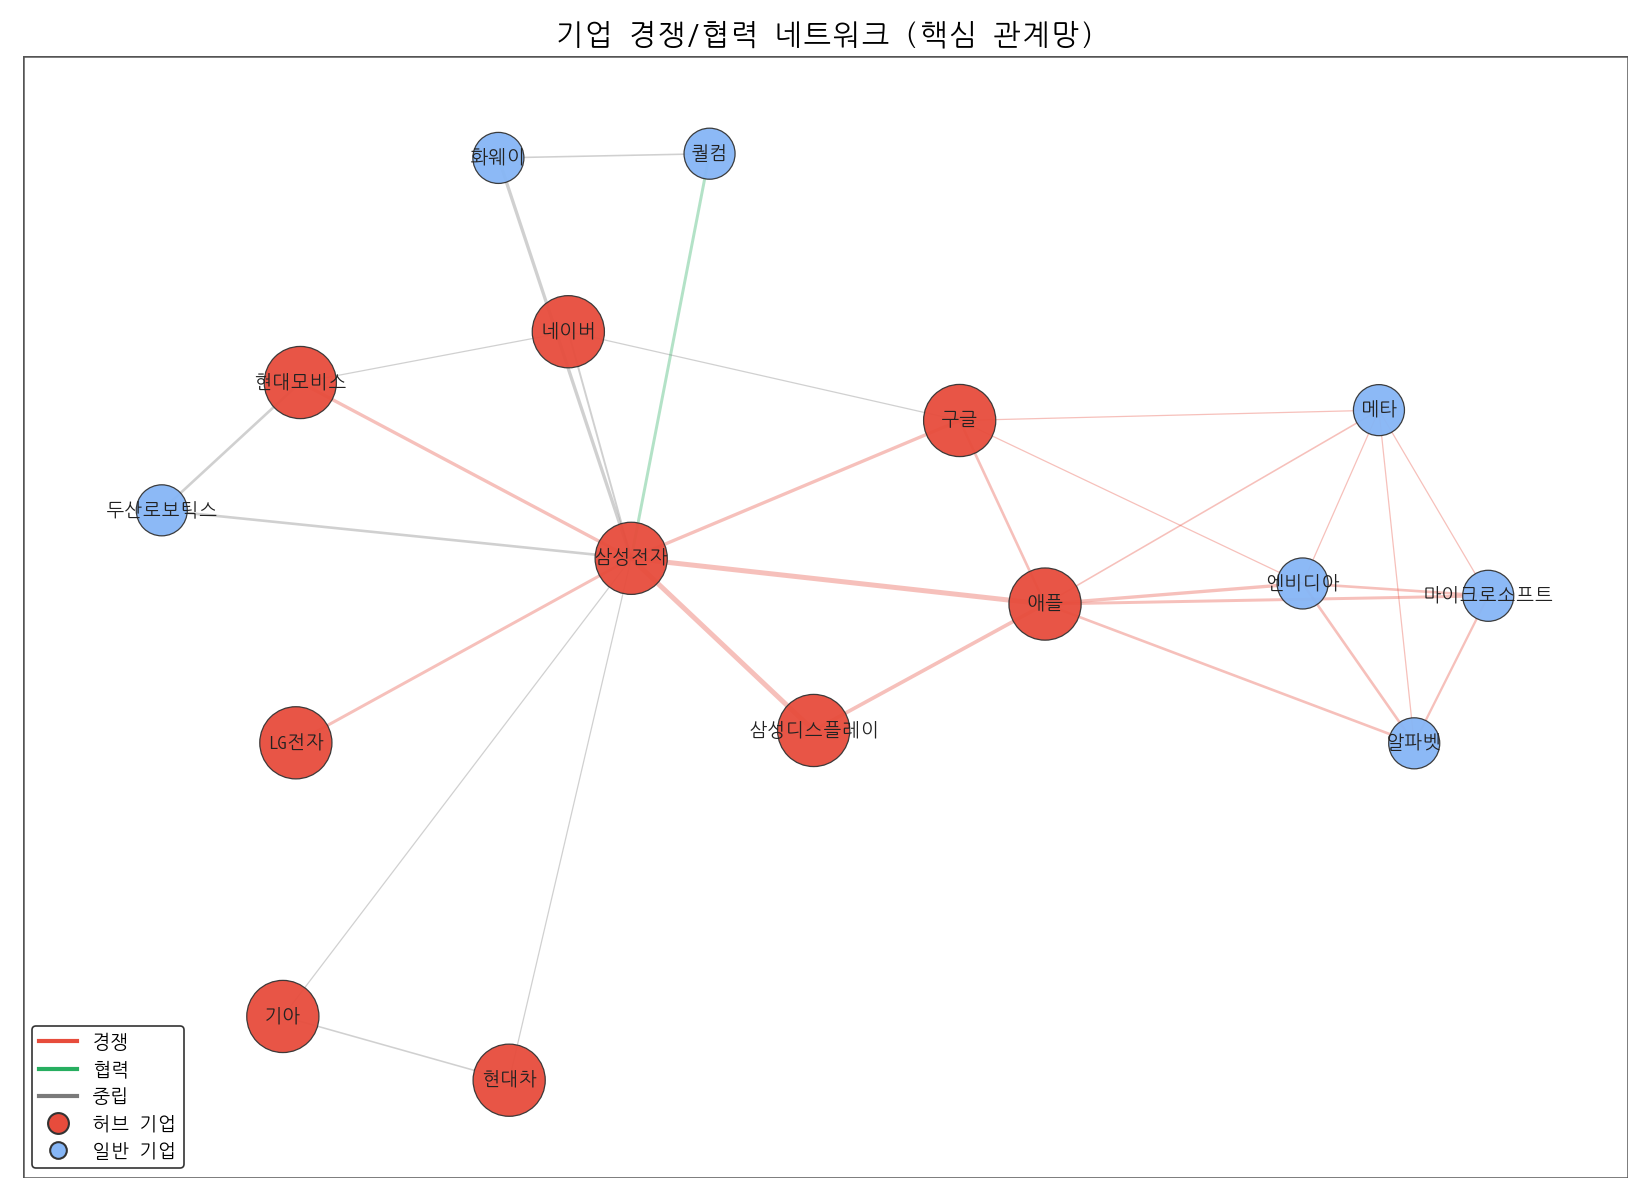 기업 경쟁/협력 네트워크 (핵심 관계망)
화웨이
퀄컴
네이버
현대모비스
구글
메타
두산로보틱스
삼성전자
엔비디아
마이크로소프트
애플
삼성디스플레이
LG전자
알파벳
기아
현대차
경쟁
협력
중립
허브 기업
일반 기업